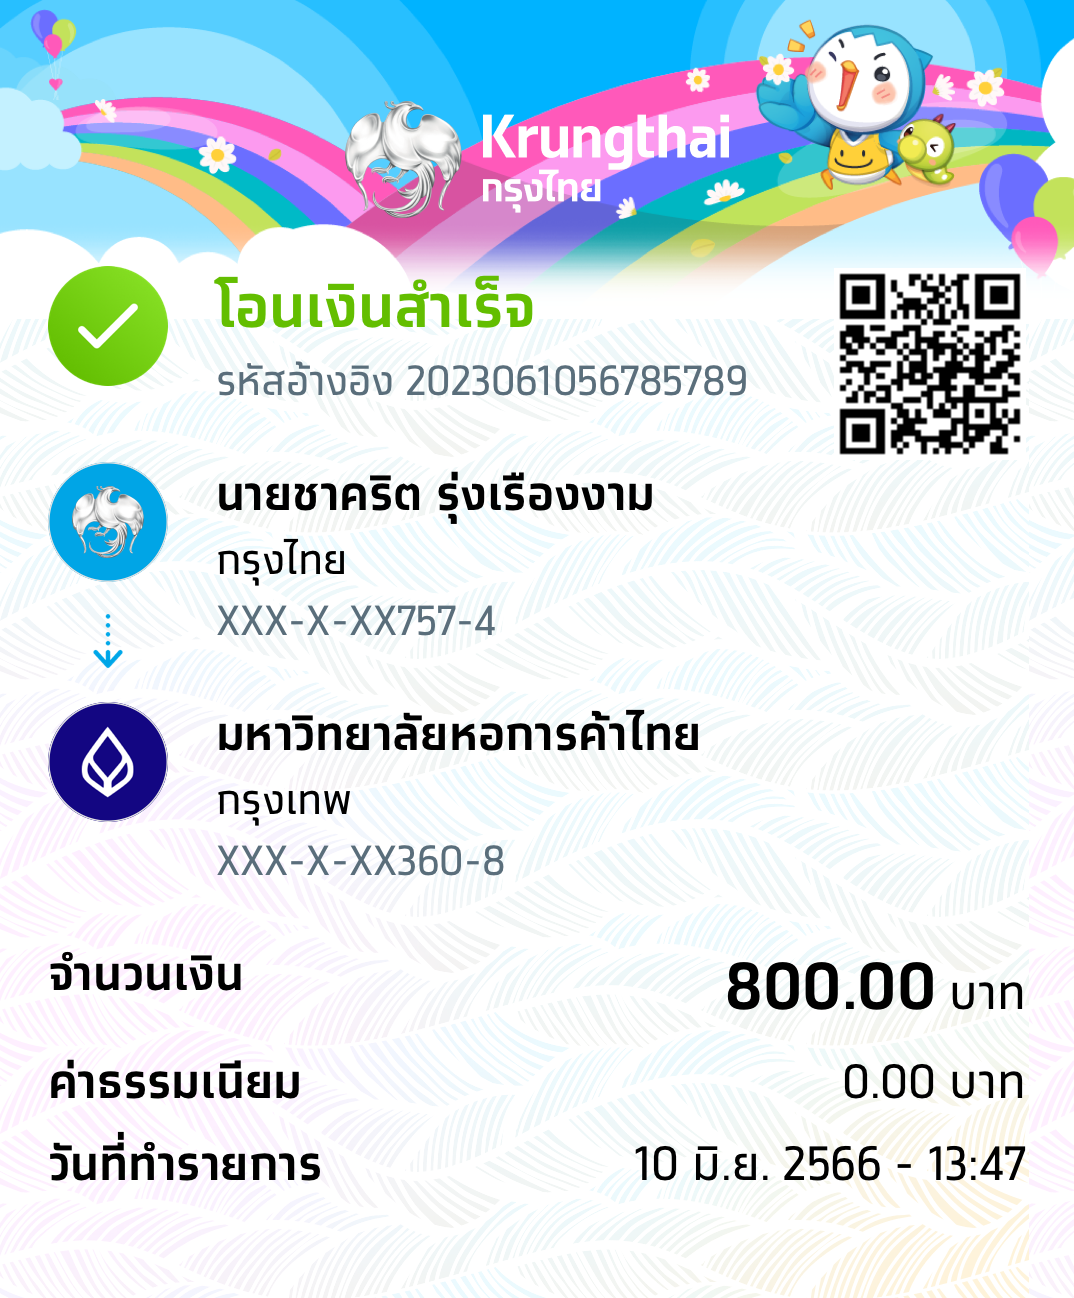 Krungthai
กรุงไทย
โอนเงินสำเร็จ
รหัสอ้างอิง 2023061056785789
นายชาคริต รุ่งเรืองงาม
กรุงไทย
XXX-X-XX757-4
มหาวิทยาลัยหอการค้าไทย
กรุงเทพ
XXX-X-XX360-8
จำนวนเงิน 800.00 บาท
ค่าธรรมเนียม 0.00 บาท
วันที่ทำรายการ 10 มิ.ย. 2566 - 13:47